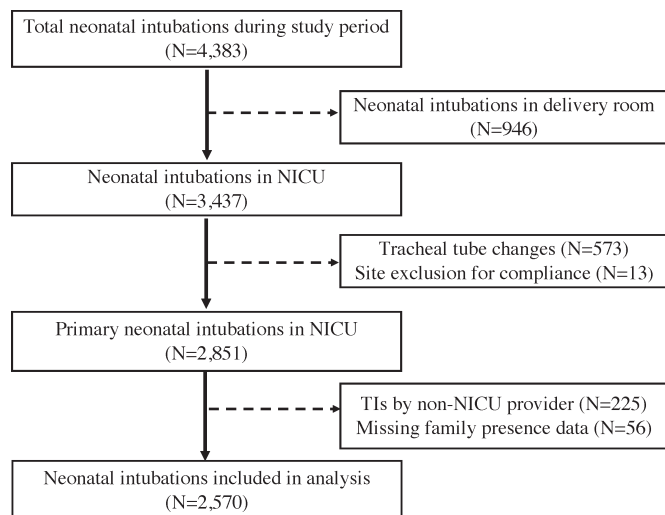 Total neonatal intubations during study period
(N=4,383)
Neonatal intubations in delivery room
(N=946)
Neonatal intubations in NICU
(N=3,437)
Tracheal tube changes (N=573)
Site exclusion for compliance (N=13)
Primary neonatal intubations in NICU
(N=2,851)
TIs by non-NICU provider (N=225)
Missing family presence data (N=56)
Neonatal intubations included in analysis
(N=2,570)